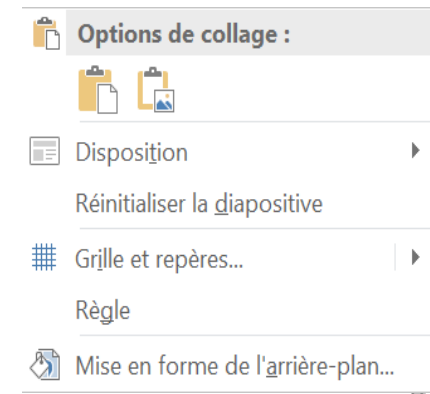 Options de collage :
Disposition
Réinitialiser la diapositive
Grille et repères...
Règle
Mise en forme de l'arrière-plan...